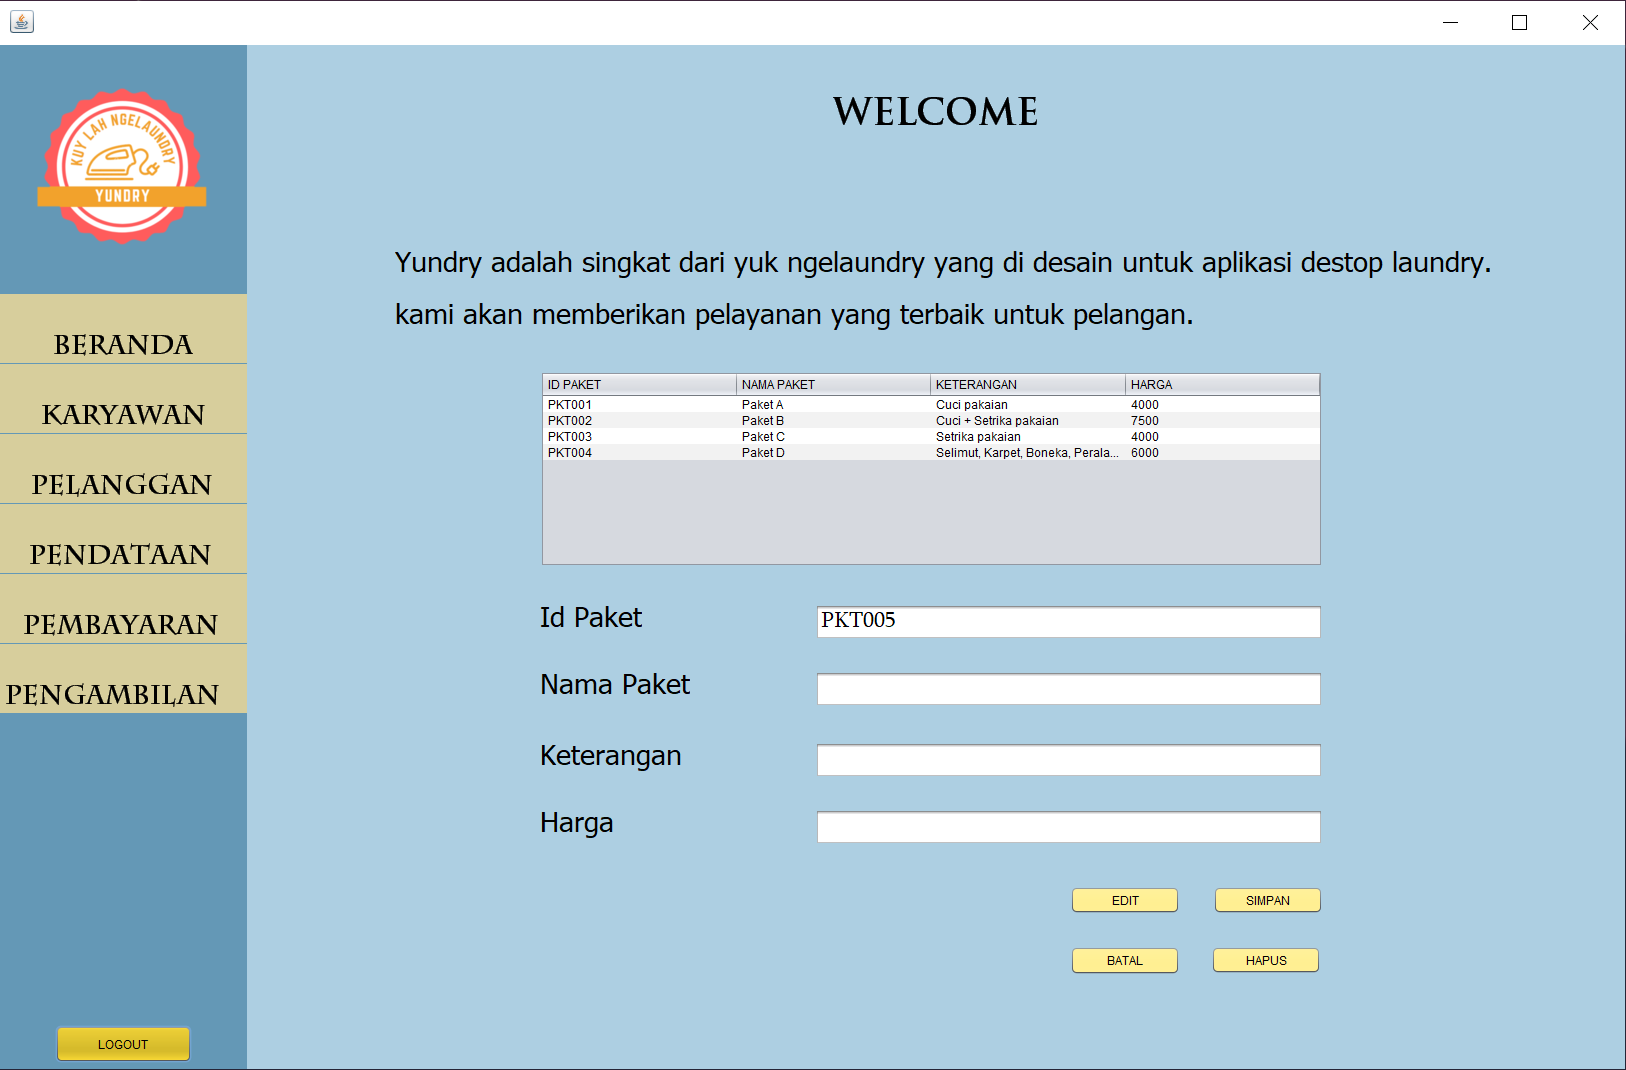 KUY LAH NGELAUNDRY
YUNDRY
BERANDA
KARYAWAN
PELANGGAN
PENDATAAN
PEMBAYARAN
PENGAMBILAN
LOGOUT
WELCOME
Yundry adalah singkat dari yuk ngelaundry yang di desain untuk aplikasi destop laundry.
kami akan memberikan pelayanan yang terbaik untuk pelangan.
ID PAKET NAMA PAKET KETERANGAN HARGA
PKT001 Paket A Cuci pakaian 4000
PKT002 Paket B Cuci + Setrika pakaian 7500
PKT003 Paket C Setrika pakaian 4000
PKT004 Paket D Selimut, Karpet, Boneka, Perala... 6000
Id Paket PKT005
Nama Paket
Keterangan
Harga
EDIT SIMPAN
BATAL HAPUS